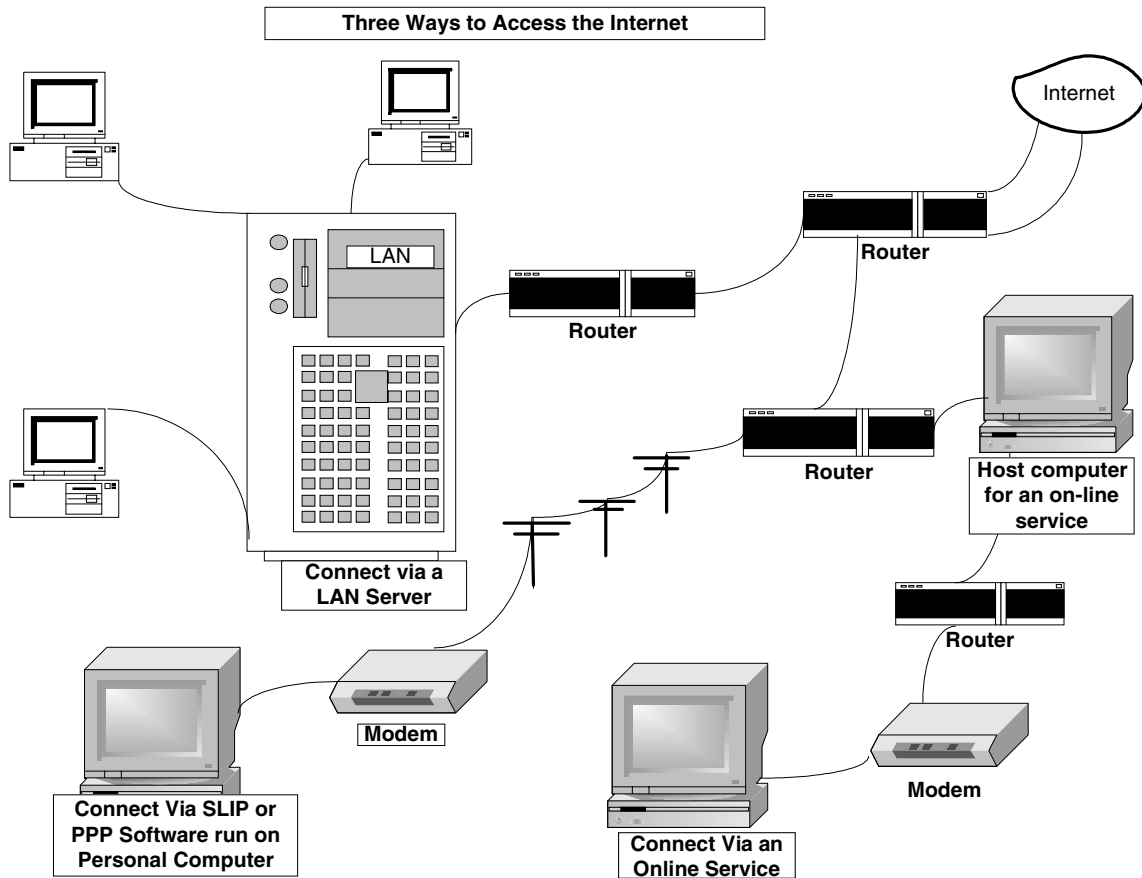 Three Ways to Access the Internet
Internet
LAN
Router
Router
Router
Host computer
for an on-line
service
Connect via a
LAN Server
Router
Modem
Modem
Connect Via SLIP or
PPP Software run on
Personal Computer
Connect Via an
Online Service